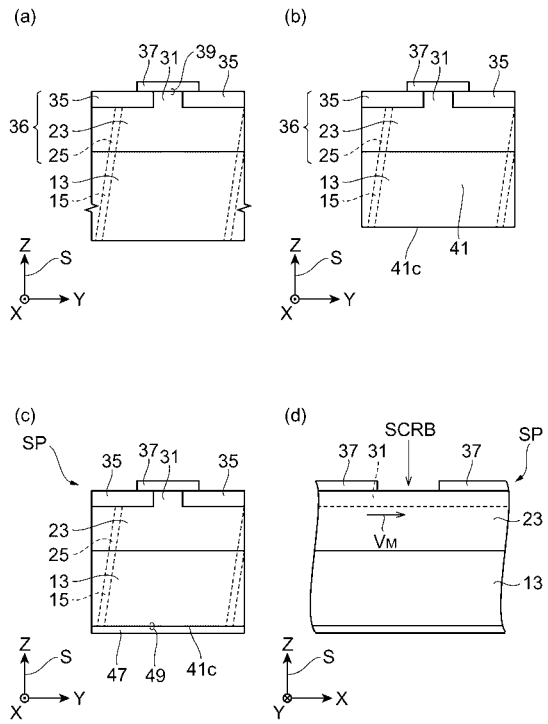 (a)
37 31 39
35
35
36
23
25
13
15
Z
S
X
Y
(b)
37 31
35
35
36
23
25
13
15
41
41c
Z
S
X
Y
(c)
SP
37 31
35
35
23
25
13
15
47 49 41c
Z
S
X
Y
(d)
SCRB
SP
37 31 37
23
VM
13
Z
S
Y
X